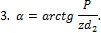 3. α = arctg P / zd₂.